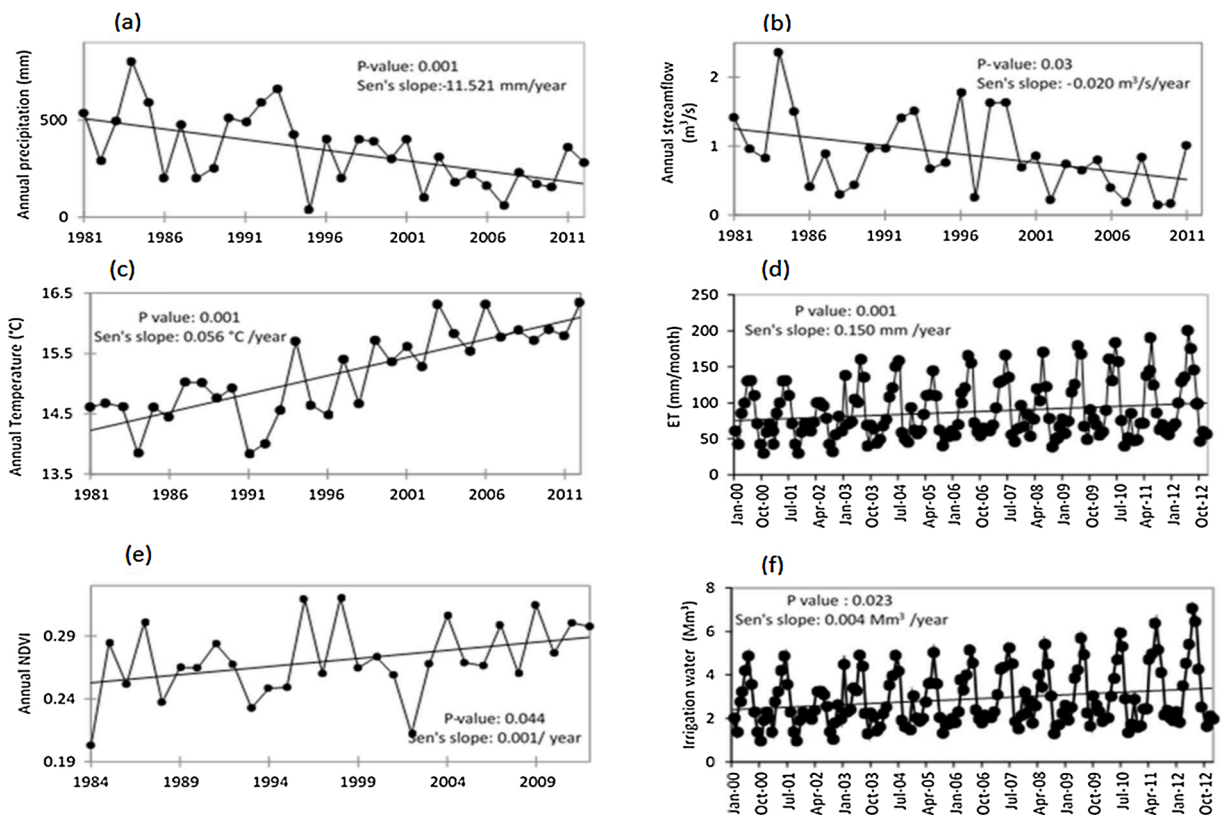 (a)
Annual precipitation (mm)
P-value: 0.001
Sen's slope:-11.521 mm/year
500
0
1981 1986 1991 1996 2001 2006 2011
(b)
Annual streamflow
(m³/s)
P-value: 0.03
Sen's slope: -0.020 m³/s/year
2
1
0
1981 1986 1991 1996 2001 2006 2011
(c)
Annual Temperature (°C)
P value: 0.001
Sen's slope: 0.056 °C /year
16.5
15.5
14.5
13.5
1981 1986 1991 1996 2001 2006 2011
(d)
ET (mm/month)
P value: 0.001
Sen's slope: 0.150 mm /year
250
200
150
100
50
0
Jan-00 Oct-00 Jul-01 Apr-02 Jan-03 Oct-03 Jul-04 Apr-05 Jan-06 Oct-06 Jul-07 Apr-08 Jan-09 Oct-09 Jul-10 Apr-11 Jan-12 Oct-12
(e)
Annual NDVI
0.29
0.24
0.19
P-value: 0.044
Sen's slope: 0.001/ year
1984 1989 1994 1999 2004 2009
(f)
Irrigation water (Mm³)
P value : 0.023
Sen's slope: 0.004 Mm³ /year
8
6
4
2
0
Jan-00 Oct-00 Jul-01 Apr-02 Jan-03 Oct-03 Jul-04 Apr-05 Jan-06 Oct-06 Jul-07 Apr-08 Jan-09 Oct-09 Jul-10 Apr-11 Jan-12 Oct-12